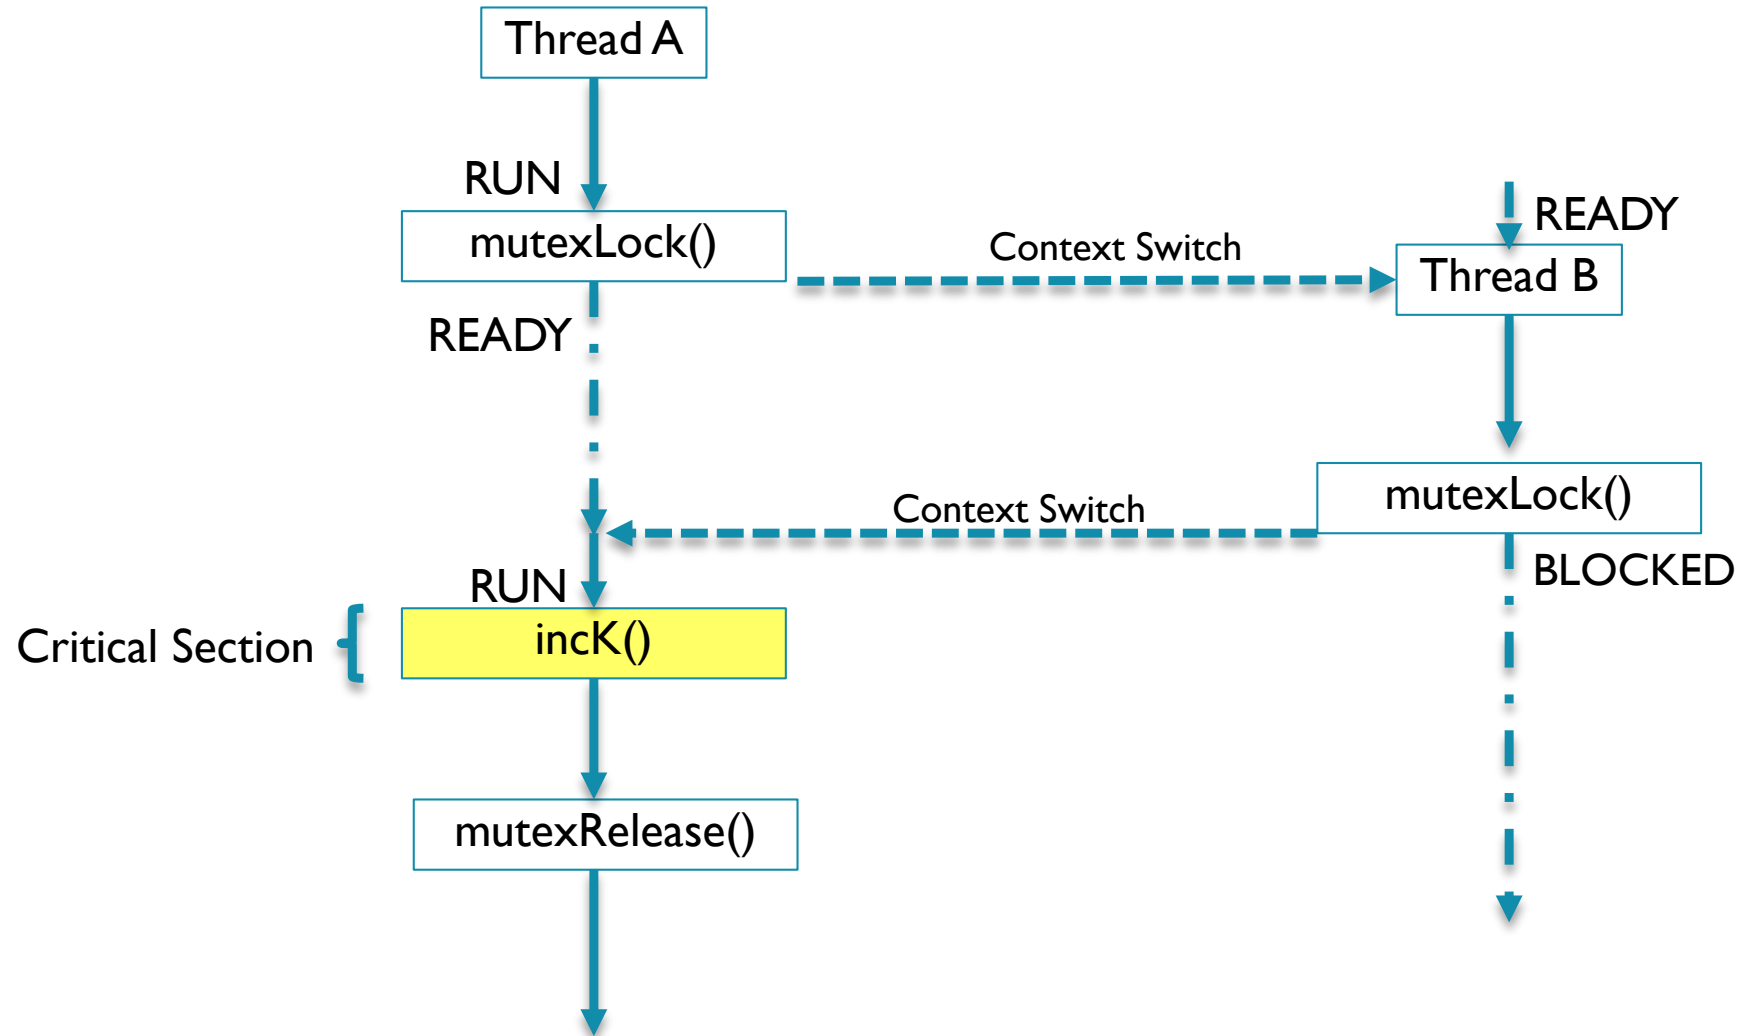 Thread A
RUN
READY
mutexLock()
Context Switch
Thread B
READY
mutexLock()
Context Switch
BLOCKED
RUN
Critical Section
incK()
mutexRelease()